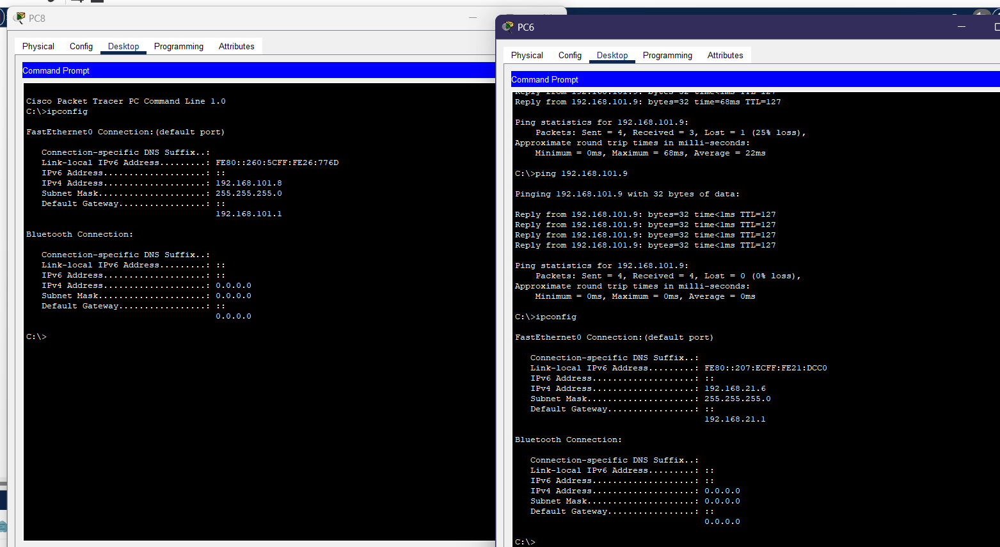 PC8
Physical Config Desktop Programming Attributes
Command Prompt
Cisco Packet Tracer PC Command Line 1.0
C:\>ipconfig
FastEthernet0 Connection:(default port)
Connection-specific DNS Suffix..:
Link-local IPv6 Address.........: FE80::260:5CFF:FE26:776D
IPv6 Address....................: ::
IPv4 Address....................: 192.168.101.8
Subnet Mask.....................: 255.255.255.0
Default Gateway.................: ::
192.168.101.1
Bluetooth Connection:
Connection-specific DNS Suffix..:
Link-local IPv6 Address.........: ::
IPv6 Address....................: ::
IPv4 Address....................: 0.0.0.0
Subnet Mask.....................: 0.0.0.0
Default Gateway.................: ::
0.0.0.0
C:\>
PC6
Physical Config Desktop Programming Attributes
Command Prompt
Reply from 192.168.101.9: bytes=32 time<1ms TTL=127
Reply from 192.168.101.9: bytes=32 time=68ms TTL=127
Ping statistics for 192.168.101.9:
Packets: Sent = 4, Received = 3, Lost = 1 (25% loss),
Approximate round trip times in milli-seconds:
Minimum = 0ms, Maximum = 68ms, Average = 22ms
C:\>ping 192.168.101.9
Pinging 192.168.101.9 with 32 bytes of data:
Reply from 192.168.101.9: bytes=32 time<1ms TTL=127
Reply from 192.168.101.9: bytes=32 time<1ms TTL=127
Reply from 192.168.101.9: bytes=32 time<1ms TTL=127
Reply from 192.168.101.9: bytes=32 time<1ms TTL=127
Ping statistics for 192.168.101.9:
Packets: Sent = 4, Received = 4, Lost = 0 (0% loss),
Approximate round trip times in milli-seconds:
Minimum = 0ms, Maximum = 0ms, Average = 0ms
C:\>ipconfig
FastEthernet0 Connection:(default port)
Connection-specific DNS Suffix..:
Link-local IPv6 Address.........: FE80::207:ECFF:FE21:DCC0
IPv6 Address....................: ::
IPv4 Address....................: 192.168.21.6
Subnet Mask.....................: 255.255.255.0
Default Gateway.................: ::
192.168.21.1
Bluetooth Connection:
Connection-specific DNS Suffix..:
Link-local IPv6 Address.........: ::
IPv6 Address....................: ::
IPv4 Address....................: 0.0.0.0
Subnet Mask.....................: 0.0.0.0
Default Gateway.................: ::
0.0.0.0
C:\>